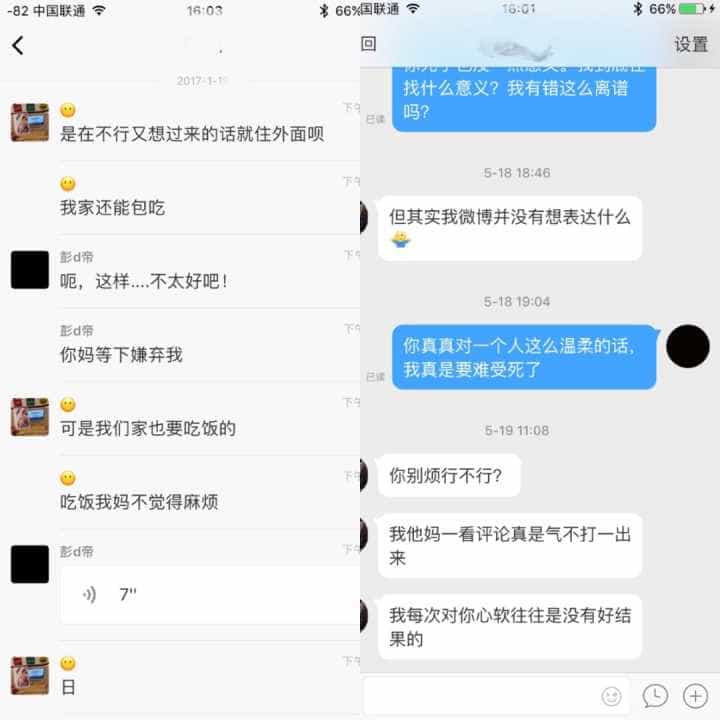 -82 中国联通 16:03 66%
2017-1-19
下午
是在不行又想过来的话就住外面呗
下午
我家还能包吃
彭d帝 下午
呃，这样....不太好吧！
彭d帝 下午
你妈等下嫌弃我
下午
可是我们家也要吃饭的
下午
吃饭我妈不觉得麻烦
彭d帝 下午
7''
下午
日
国联通 16:01 66%
回 设置
找什么意义？我有错这么离谱
吗？
已读
5-18 18:46
但其实我微博并没有想表达什么
5-18 19:04
你真真对一个人这么温柔的话，
我真是要难受死了
已读
5-19 11:08
你别烦行不行？
我他妈一看评论真是气不打一出
来
我每次对你心软往往是没有好结
果的